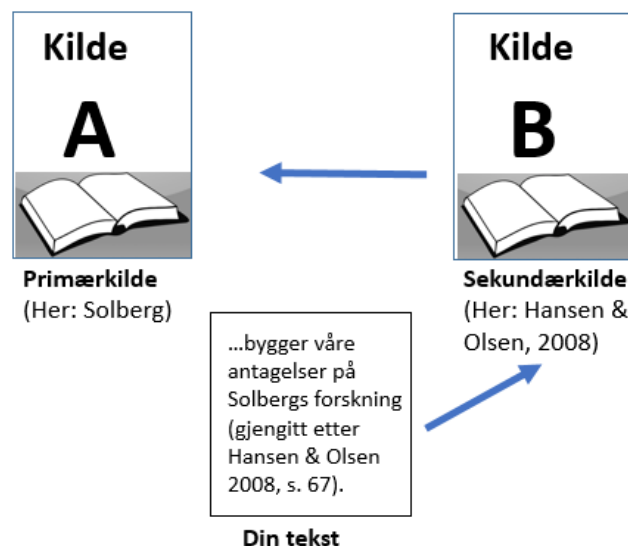 Kilde
A
Primærkilde
(Her: Solberg)
Kilde
B
Sekundærkilde
(Her: Hansen &
Olsen, 2008)
...bygger våre
antagelser på
Solbergs forskning
(gjengitt etter
Hansen & Olsen
2008, s. 67).
Din tekst